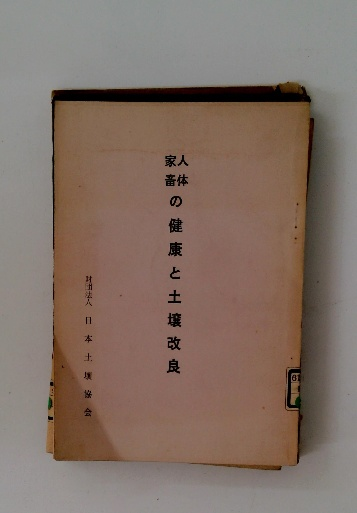 人体
家畜
の健康と土壌改良
財団法人 日本土壌協会